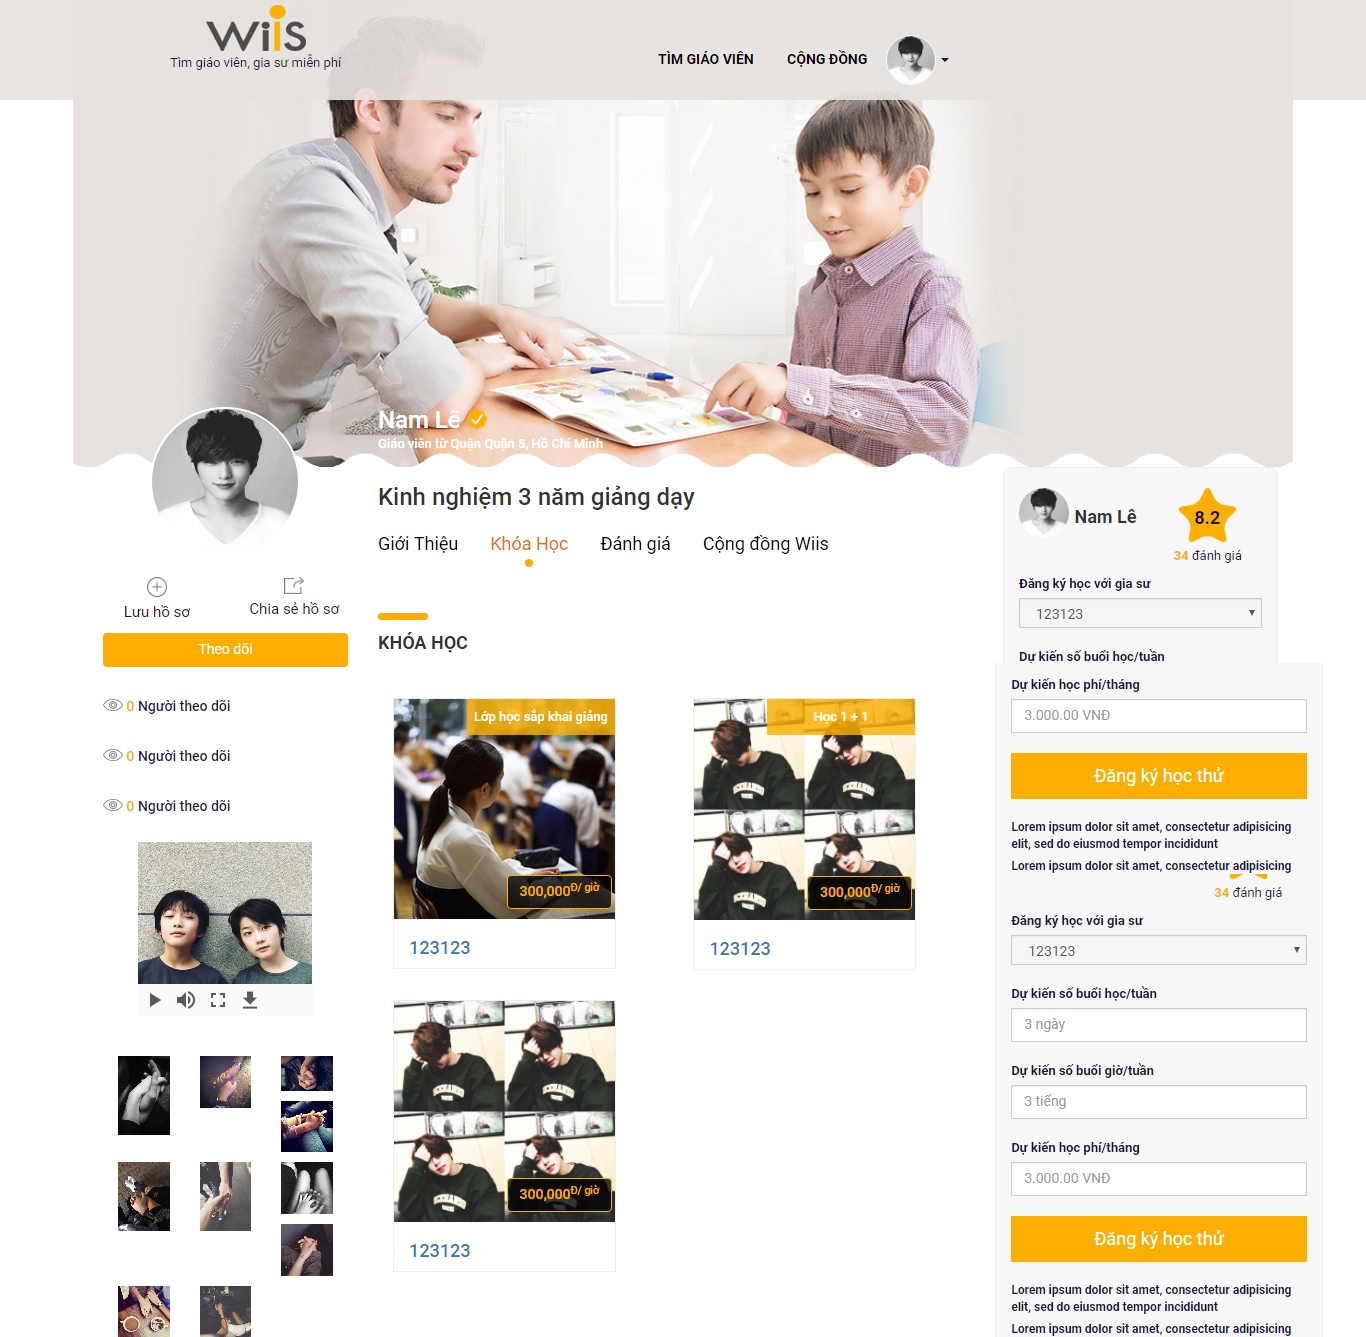 wiis
Tìm giáo viên, gia sư miễn phí
TÌM GIÁO VIÊN
CỘNG ĐỒNG
Nam Lê
Giáo viên từ Quận Quận 5, Hồ Chí Minh
Kinh nghiệm 3 năm giảng dạy
Giới Thiệu
Khóa Học
Đánh giá
Cộng đồng Wiis
Lưu hồ sơ
Chia sẻ hồ sơ
Theo dõi
0 Người theo dõi
0 Người theo dõi
0 Người theo dõi
KHÓA HỌC
Lớp học sắp khai giảng
300,000Đ/ giờ
123123
Học 1 + 1
300,000Đ/ giờ
123123
300,000Đ/ giờ
123123
Nam Lê
8.2
34 đánh giá
Đăng ký học với gia sư
123123
Dự kiến số buổi học/tuần
Dự kiến học phí/tháng
3.000.00 VNĐ
Đăng ký học thử
Lorem ipsum dolor sit amet, consectetur adipisicing
elit, sed do eiusmod tempor incididunt
Lorem ipsum dolor sit amet, consectetur adipisicing
34 đánh giá
Đăng ký học với gia sư
123123
Dự kiến số buổi học/tuần
3 ngày
Dự kiến số buổi giờ/tuần
3 tiếng
Dự kiến học phí/tháng
3.000.00 VNĐ
Đăng ký học thử
Lorem ipsum dolor sit amet, consectetur adipisicing
elit, sed do eiusmod tempor incididunt
Lorem ipsum dolor sit amet, consectetur adipisicing